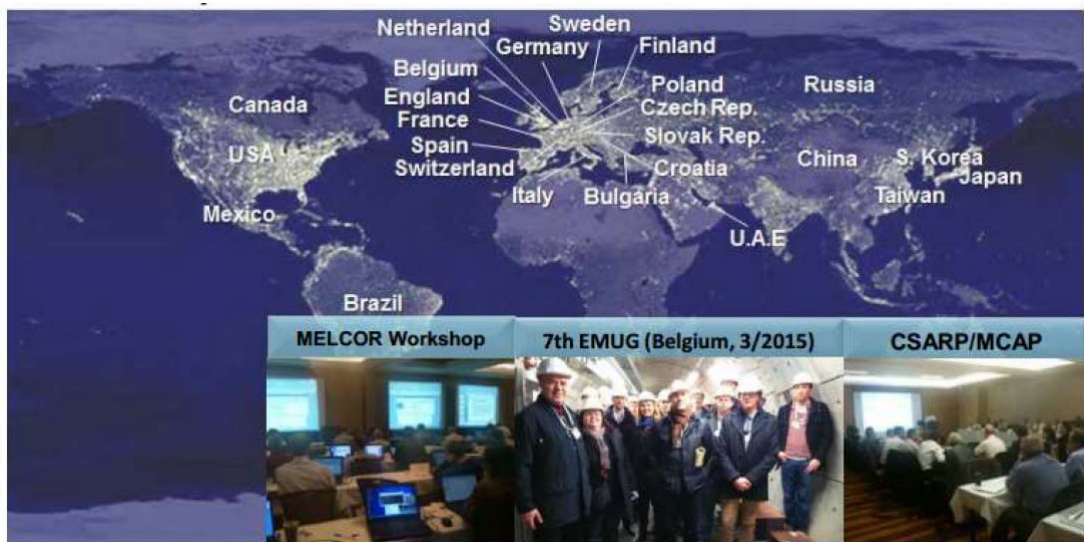 Sweden
Netherland
Germany
Finland
Belgium
Poland
Russia
England
Czech Rep.
Canada
France
Slovak Rep.
USA
Spain
China
S. Korea
Switzerland
Croatia
Japan
Italy
Bulgaria
Taiwan
Mexico
U.A.E
Brazil
MELCOR Workshop
7th EMUG (Belgium, 3/2015)
CSARP/MCAP